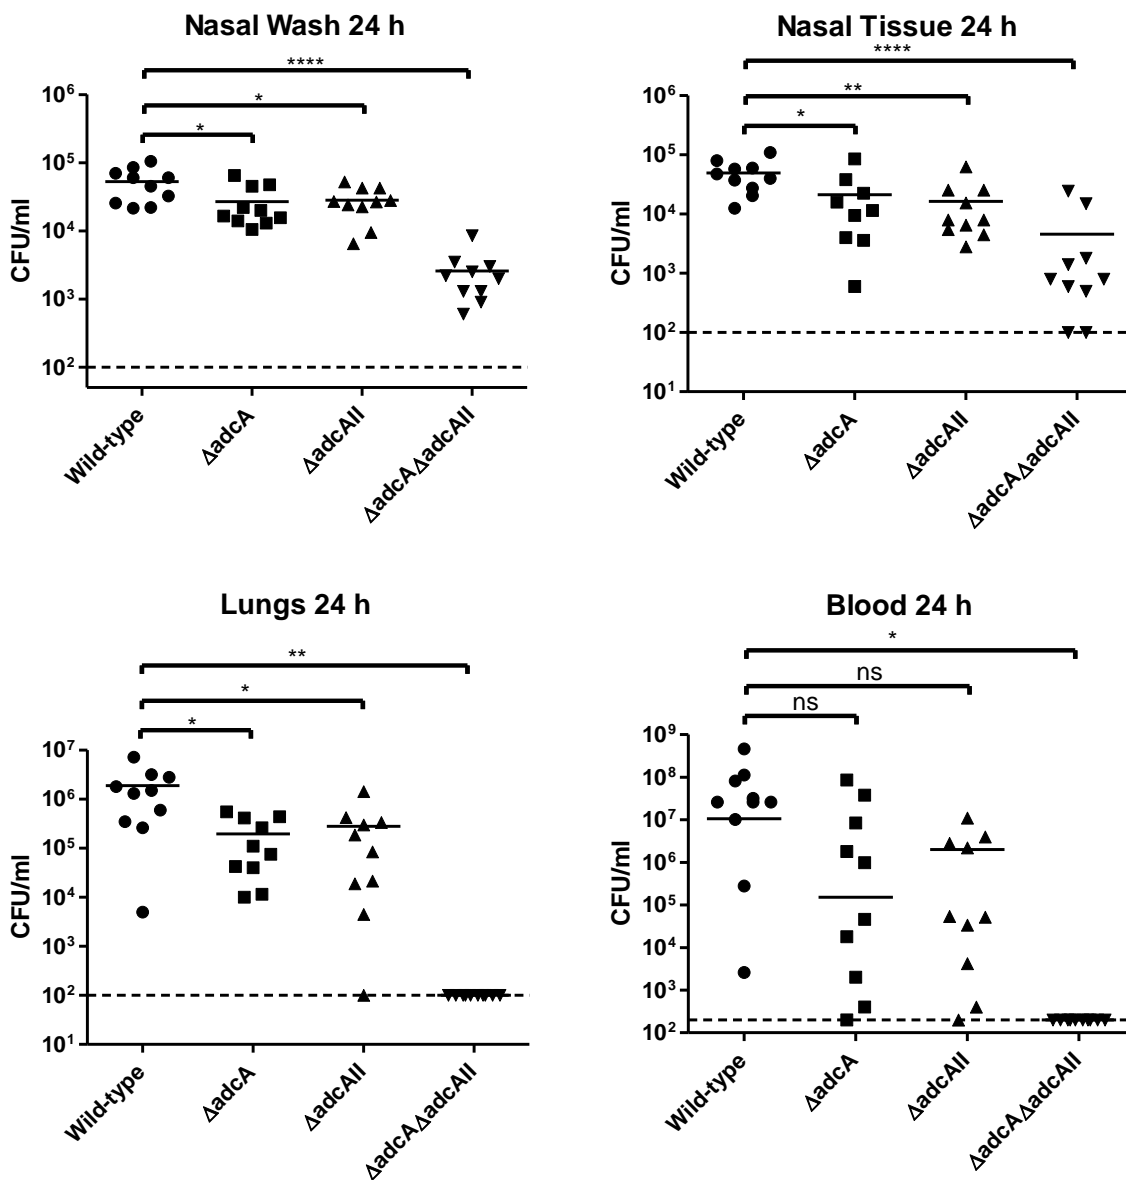 Nasal Wash 24 h
****
*
*
CFU/ml
10⁶
10⁵
10⁴
10³
10²
Wild-type
ΔadcA
ΔadcAII
ΔadcAΔadcAII
Nasal Tissue 24 h
****
**
*
CFU/ml
10⁶
10⁵
10⁴
10³
10²
10¹
Wild-type
ΔadcA
ΔadcAII
ΔadcAΔadcAII
Lungs 24 h
**
*
*
CFU/ml
10⁷
10⁶
10⁵
10⁴
10³
10²
10¹
Wild-type
ΔadcA
ΔadcAII
ΔadcAΔadcAII
Blood 24 h
*
ns
ns
CFU/ml
10⁹
10⁸
10⁷
10⁶
10⁵
10⁴
10³
10²
Wild-type
ΔadcA
ΔadcAII
ΔadcAΔadcAII